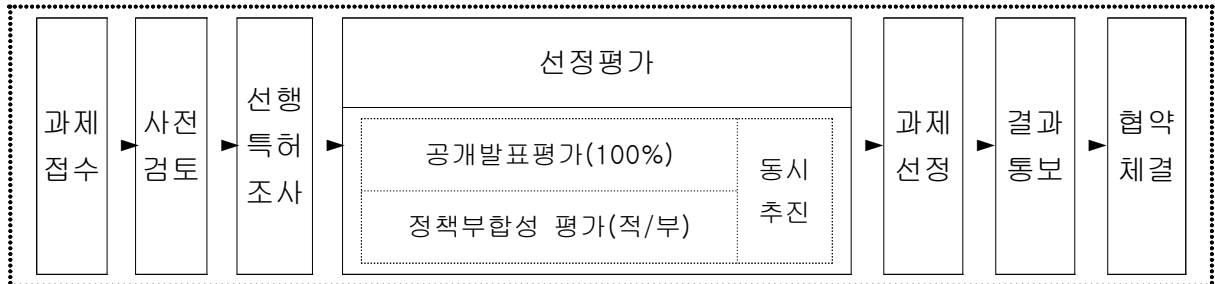 과제
접수
►
사전
검토
►
선행
특허
조사
►
선정평가
공개발표평가(100%)
정책부합성 평가(적/부)
동시
추진
►
과제
선정
►
결과
통보
►
협약
체결